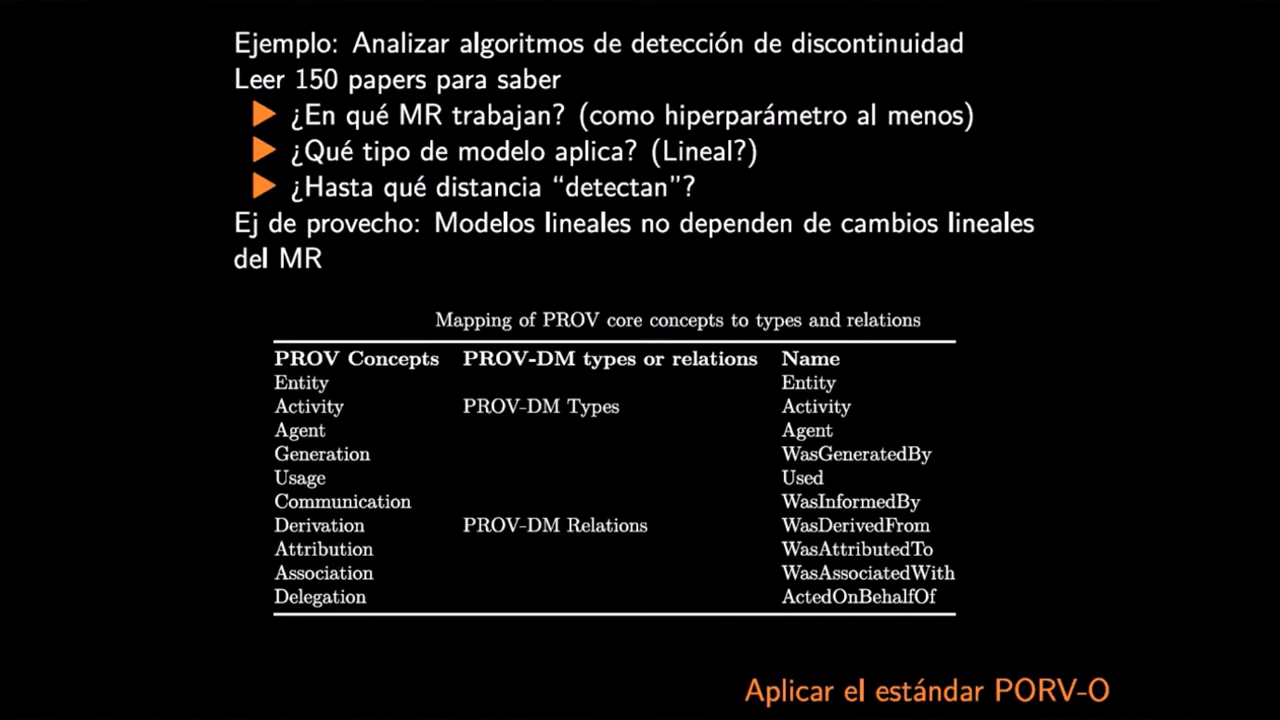 Ejemplo: Analizar algoritmos de detección de discontinuidad
Leer 150 papers para saber
¿En qué MR trabajan? (como hiperparámetro al menos)
¿Qué tipo de modelo aplica? (Lineal?)
¿Hasta qué distancia “detectan”?
Ej de provecho: Modelos lineales no dependen de cambios lineales
del MR
Mapping of PROV core concepts to types and relations
PROV Concepts PROV-DM types or relations Name
Entity Entity
Activity PROV-DM Types Activity
Agent Agent
Generation WasGeneratedBy
Usage Used
Communication WasInformedBy
Derivation PROV-DM Relations WasDerivedFrom
Attribution WasAttributedTo
Association WasAssociatedWith
Delegation ActedOnBehalfOf
Aplicar el estándar PORV-O